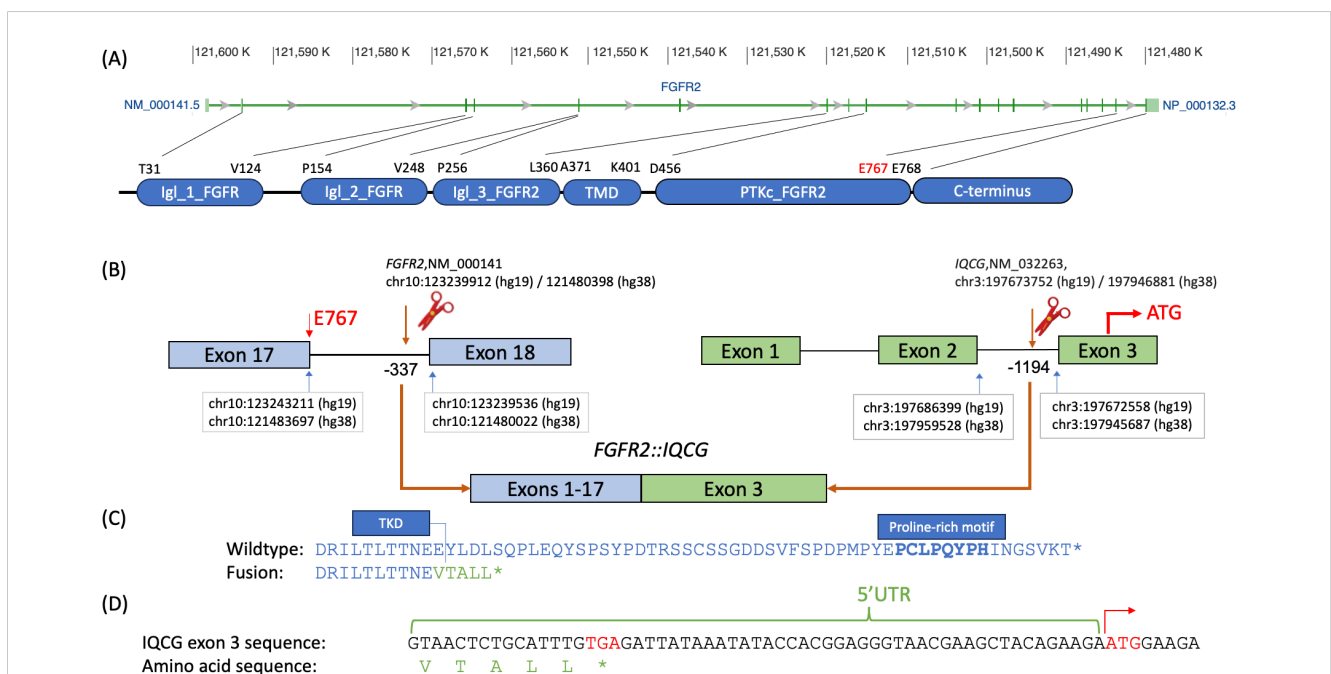 (A)
121,600 K 121,590 K 121,580 K 121,570 K 121,560 K 121,550 K 121,540 K 121,530 K 121,520 K 121,510 K 121,500 K 121,490 K 121,480 K
FGFR2
NM_000141.5 NP_000132.3
T31 V124 P154 V248 P256 L360 A371 K401 D456 E767 E768
Igl_1_FGFR Igl_2_FGFR Igl_3_FGFR2 TMD PTKc_FGFR2 C-terminus
(B)
FGFR2,NM_000141
chr10:123239912 (hg19) / 121480398 (hg38)
IQCG,NM_032263,
chr3:197673752 (hg19) / 197946881 (hg38)
E767 ATG
Exon 17 Exon 18 Exon 1 Exon 2 Exon 3
-337 -1194
chr10:123243211 (hg19)
chr10:121483697 (hg38)
chr10:123239536 (hg19)
chr10:121480022 (hg38)
chr3:197686399 (hg19)
chr3:197959528 (hg38)
chr3:197672558 (hg19)
chr3:197945687 (hg38)
FGFR2::IQCG
Exons 1-17 Exon 3
(C)
TKD Proline-rich motif
Wildtype: DRILTLTTNEEYLDLSQPLEQYSPSYPDTRSSCSSGDDSVFSPDPMPYEPCLPQYPHINGSVKT*
Fusion: DRILTLTTNEVTALL*
(D)
5'UTR
IQCG exon 3 sequence: GTAACTCTGCATTTGTGAGATTATAAATATACCACGGAGGGTAACGAAGCTACAGAAGAATGGAAGA
Amino acid sequence: V T A L L *